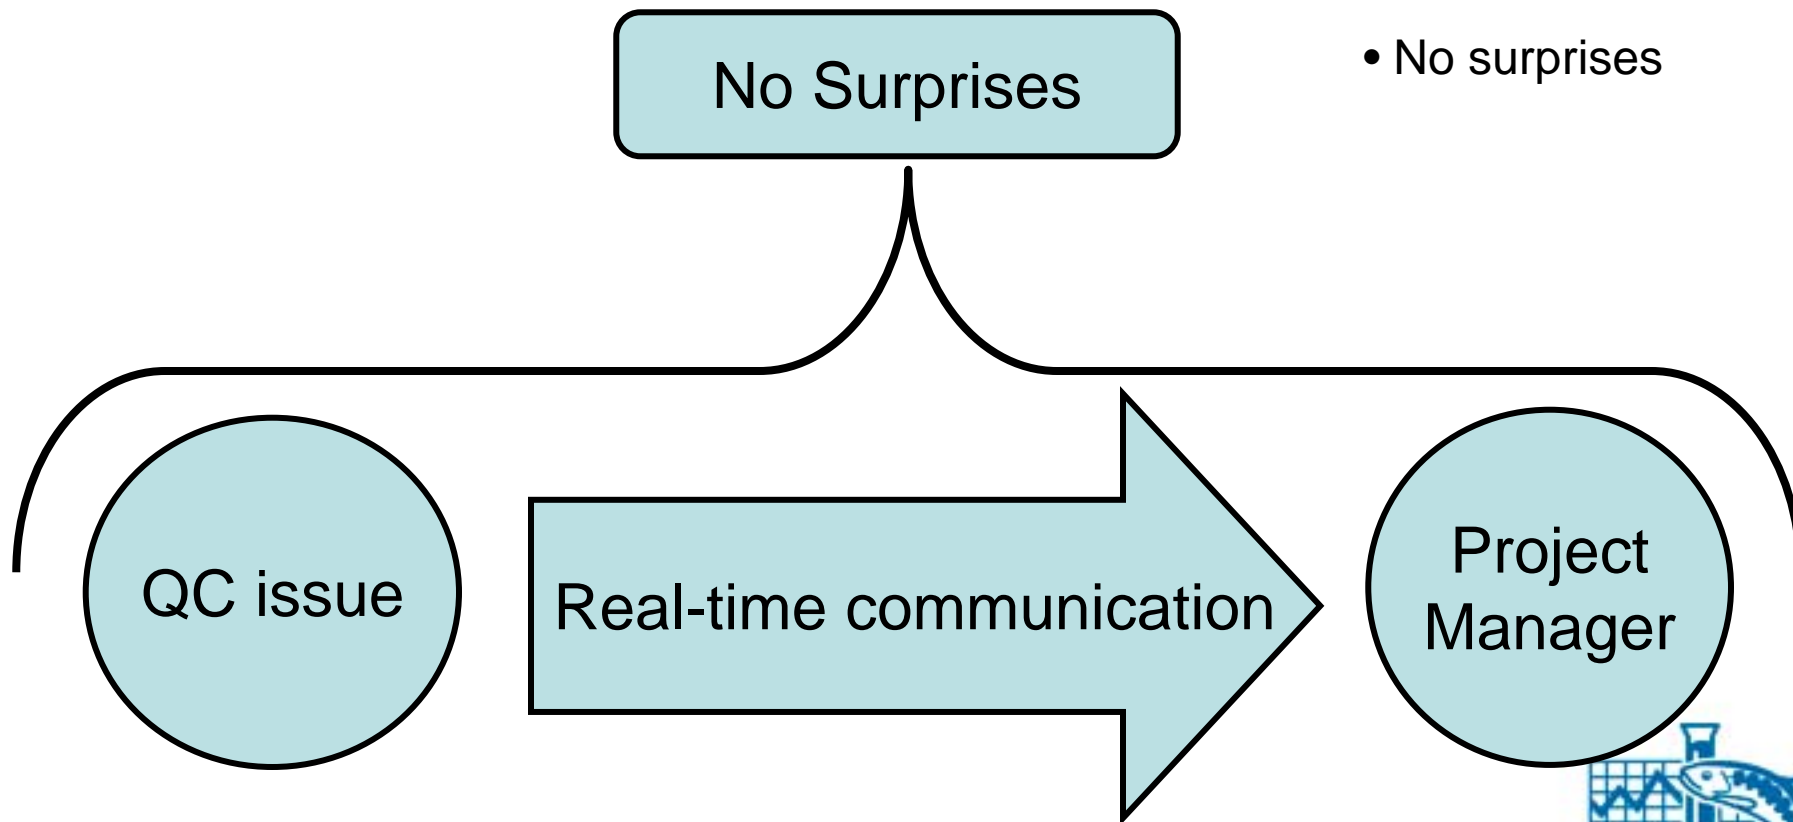 No Surprises
• No surprises
QC issue
Real-time communication
Project
Manager